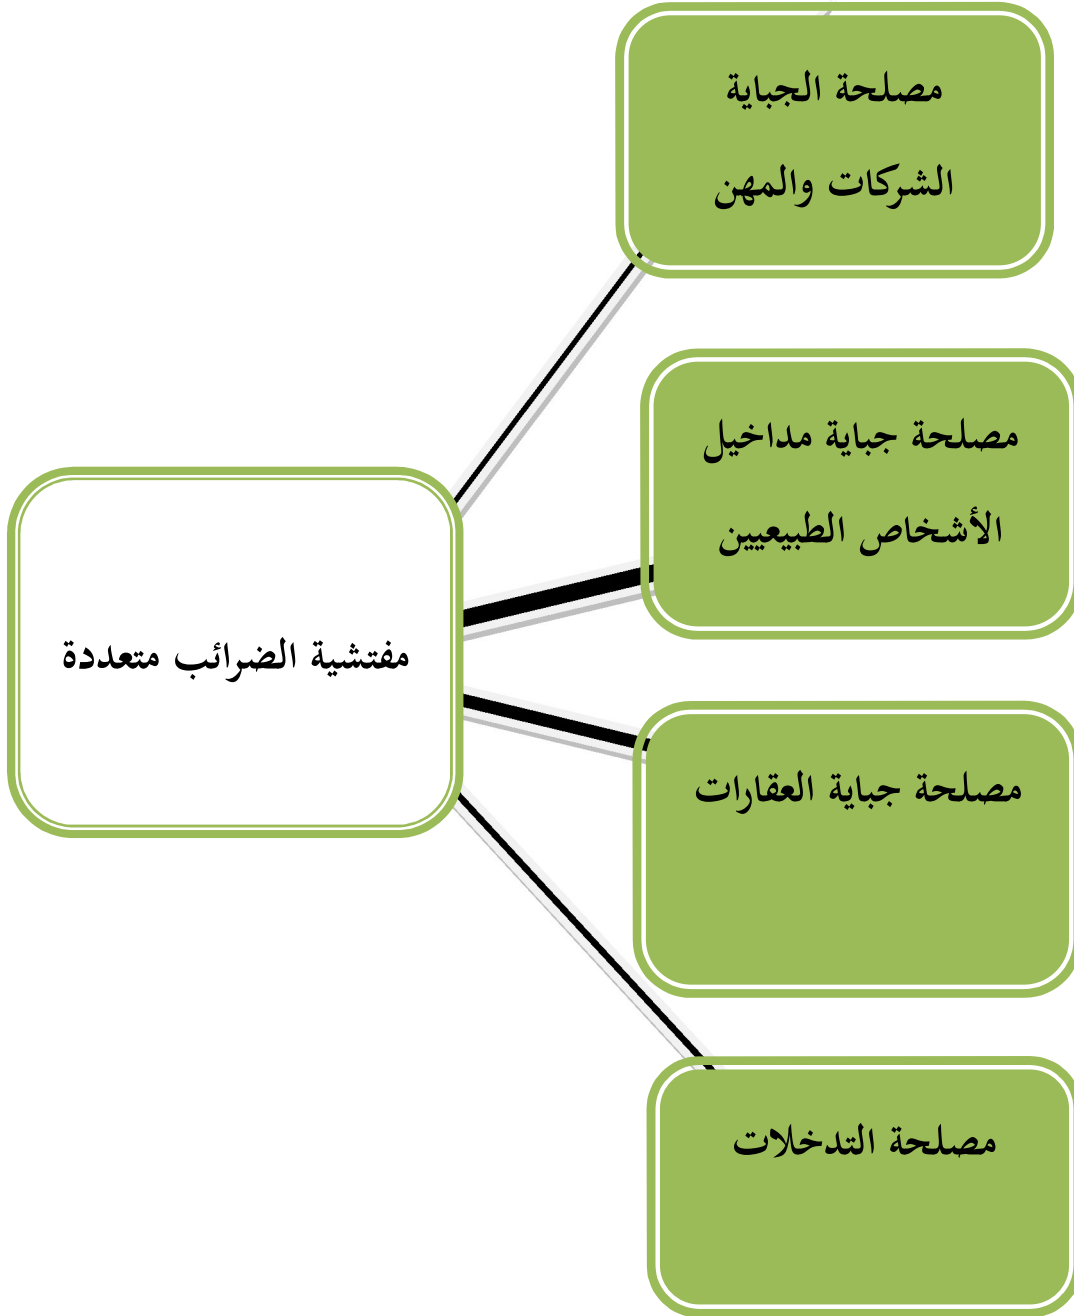 مصلحة الجباية
الشركات والمهن
مصلحة جباية مداخيل
الأشخاص الطبيعيين
مفتشية الضرائب متعددة
مصلحة جباية العقارات
مصلحة التدخلات